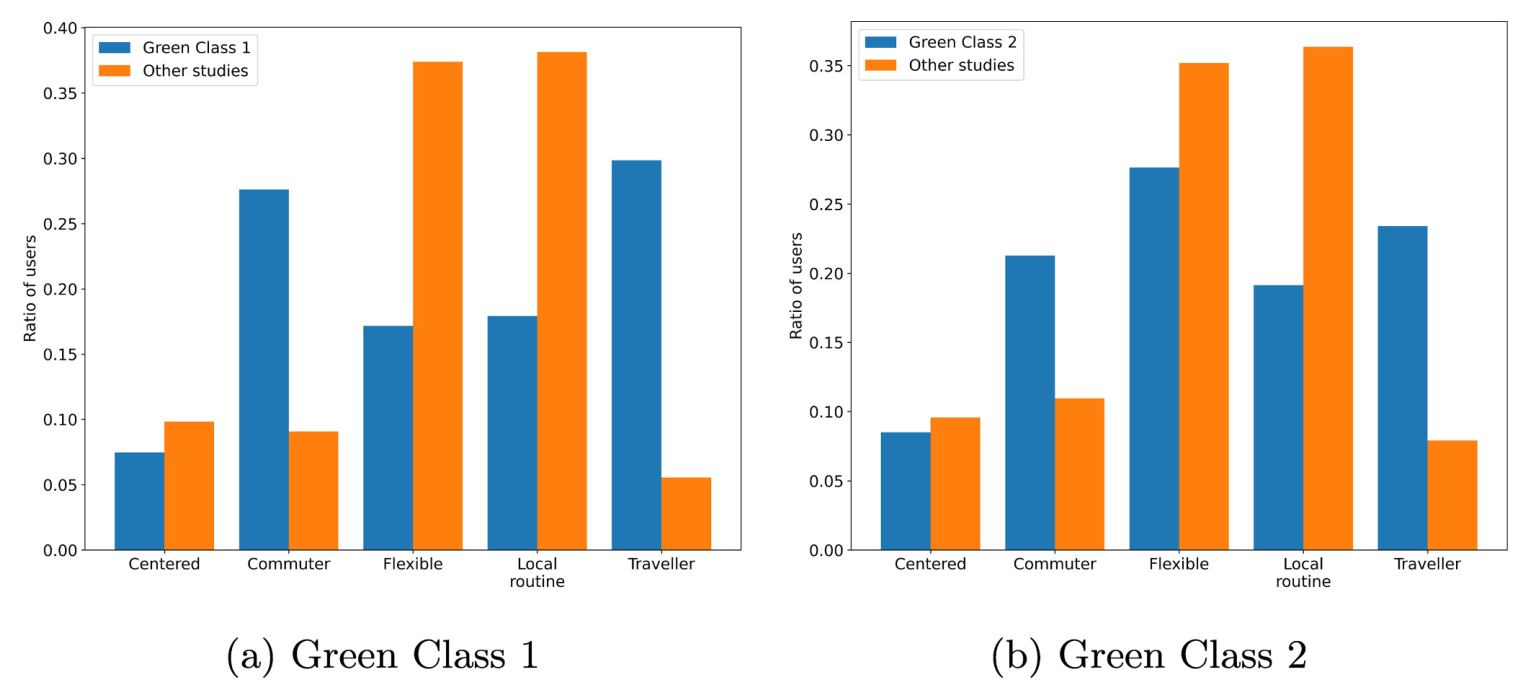 0.40
0.35
0.30
0.25
0.20
0.15
0.10
0.05
0.00
Ratio of users
Green Class 1
Other studies
Centered
Commuter
Flexible
Local
routine
Traveller
(a) Green Class 1
0.35
0.30
0.25
0.20
0.15
0.10
0.05
0.00
Ratio of users
Green Class 2
Other studies
Centered
Commuter
Flexible
Local
routine
Traveller
(b) Green Class 2